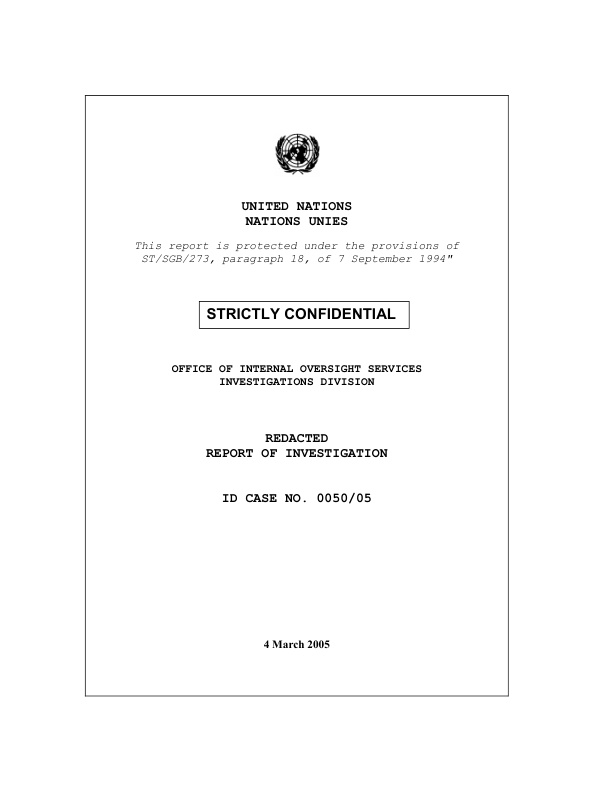 UNITED NATIONS
NATIONS UNIES
This report is protected under the provisions of
ST/SGB/273, paragraph 18, of 7 September 1994"
STRICTLY CONFIDENTIAL
OFFICE OF INTERNAL OVERSIGHT SERVICES
INVESTIGATIONS DIVISION
REDACTED
REPORT OF INVESTIGATION
ID CASE NO. 0050/05
4 March 2005